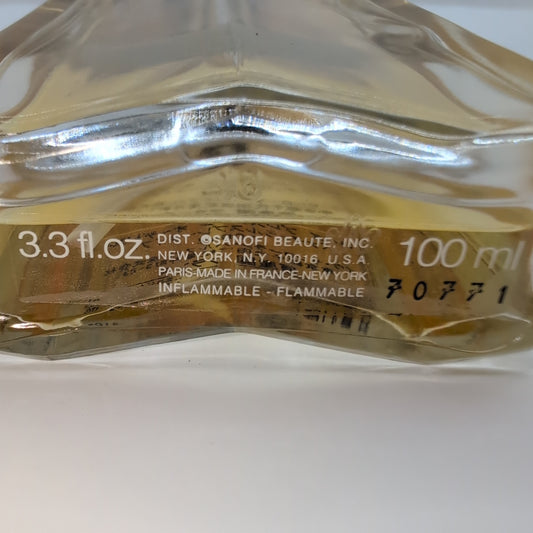 3.3 fl.oz.
DIST. ©SANOFI BEAUTE, INC.
NEW YORK, N.Y. 10016 U.S.A.
PARIS-MADE IN FRANCE-NEW YORK
INFLAMMABLE - FLAMMABLE
100 ml
70771